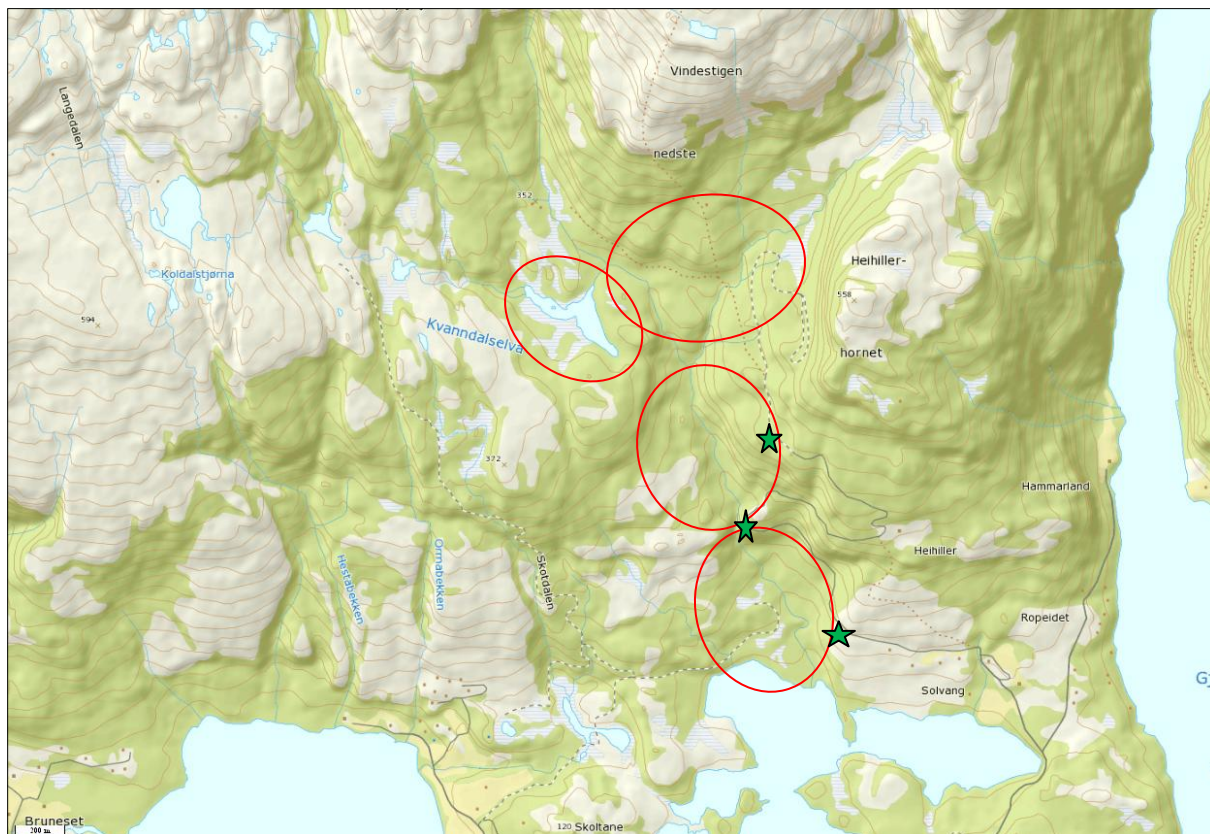 Vindestigen
Langedalen
nedste
352
Heihiller-
Koldalstjørna
558
594
Kvanndalselva
hornet
372
Hammarland
Ormabekken
Heihiller
Hestabekken
Skotdalen
Ropeidet
Solvang
Bruneset
120 Skoltane
200 m